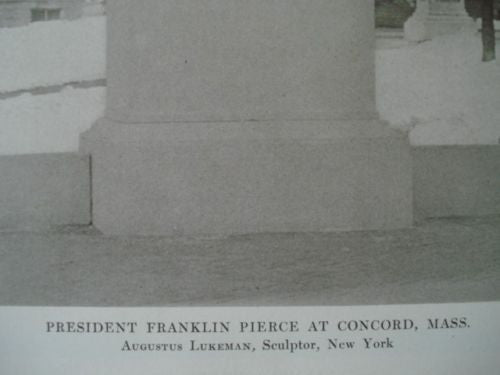 PRESIDENT FRANKLIN PIERCE AT CONCORD, MASS.
Augustus Lukeman, Sculptor, New York